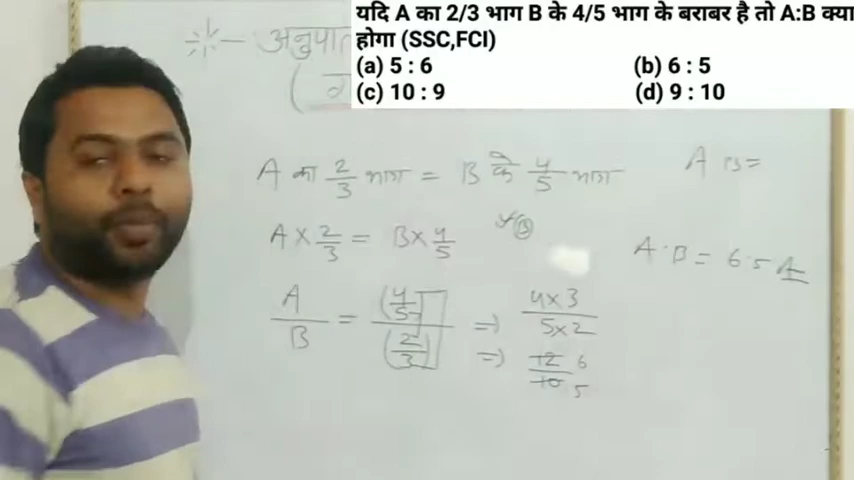 यदि A का 2/3 भाग B के 4/5 भाग के बराबर है तो A:B क्या
होगा (SSC,FCI)
(a) 5 : 6 (b) 6 : 5
(c) 10 : 9 (d) 9 : 10
अनुपात
A का 2/3 भाग = B के 4/5 भाग
A B =
A × 2/3 = B × 4/5
A : B = 6 : 5
A/B = (4/5)/(2/3) ⇒ 4×3/5×2
⇒ 12/10 6/5